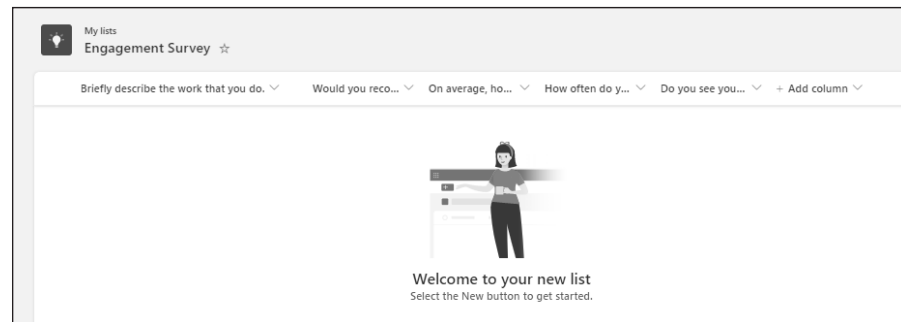 My lists
Engagement Survey
Briefly describe the work that you do. Would you reco... On average, ho... How often do y... Do you see you... + Add column
Welcome to your new list
Select the New button to get started.